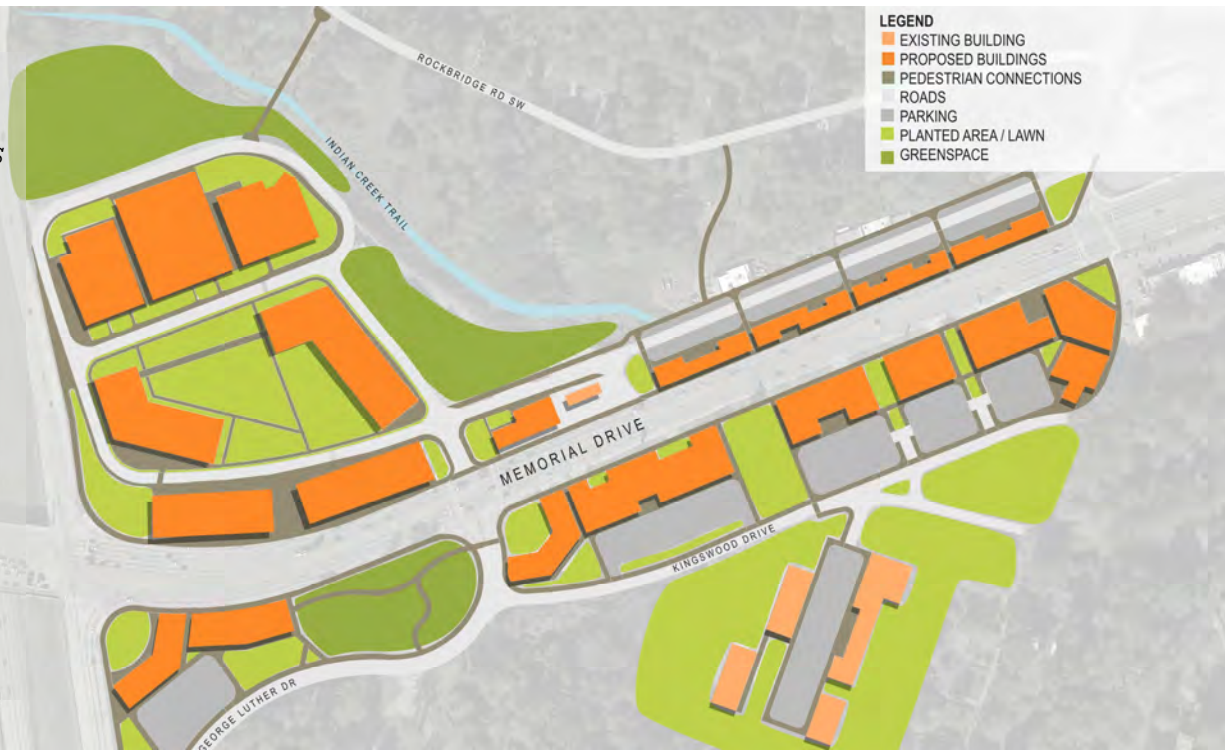 LEGEND
EXISTING BUILDING
PROPOSED BUILDINGS
PEDESTRIAN CONNECTIONS
ROADS
PARKING
PLANTED AREA / LAWN
GREENSPACE
ROCKBRIDGE RD SW
INDIAN CREEK TRAIL
MEMORIAL DRIVE
KINGSWOOD DRIVE
GEORGE LUTHER DR